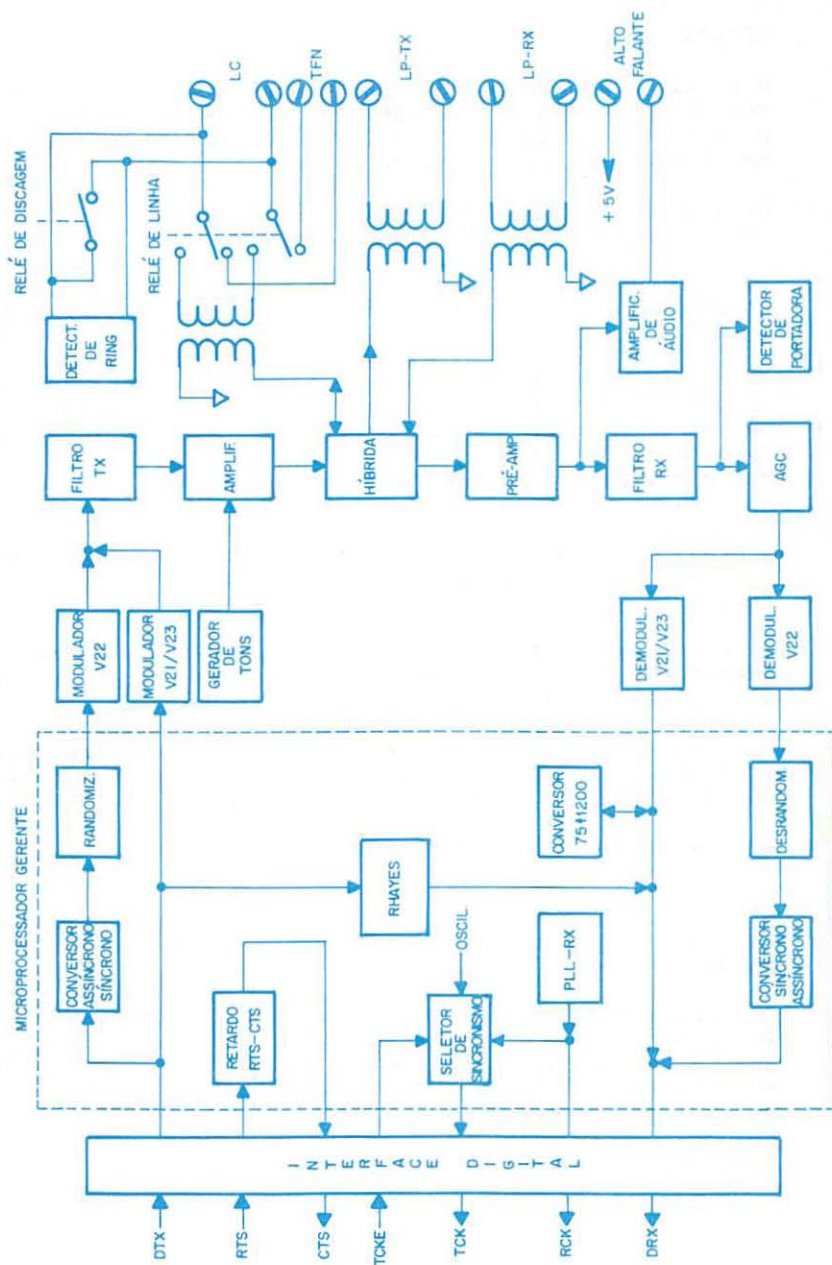 RELÉ DE DISCAGEM
DETECT.
DE
RING
RELÉ DE LINHA
LC
TFN
LP-TX
LP-RX
ALTO
FALANTE
+5V
FILTRO
TX
AMPLIF.
HÍBRIDA
PRÉ-AMP
FILTRO
RX
AGC
AMPLIFIC.
DE
ÁUDIO
DETECTOR
DE
PORTADORA
MODULADOR
V22
MODULADOR
V21/V23
GERADOR
DE
TONS
DEMODUL.
V21/V23
DEMODUL.
V22
MICROPROCESSADOR GERENTE
CONVERSOR
ASSÍNCRONO
SÍNCRONO
RANDOMIZ.
RETARDO
RTS-CTS
RHAYES
CONVERSOR
75↕1200
OSCIL.
SELETOR
DE
SINCRONISMO
PLL-RX
DESRANDOM.
CONVERSOR
SÍNCRONO
ASSÍNCRONO
INTERFACE DIGITAL
DTX
RTS
CTS
TCKE
TCK
RCK
DRX